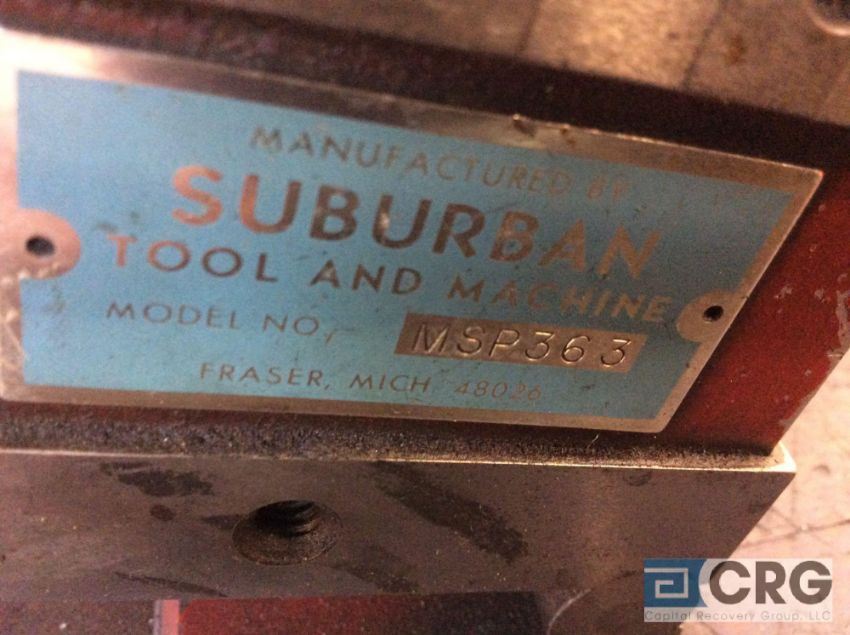 MANUFACTURED BY
SUBURBAN
TOOL AND MACHINE
MODEL NO. MSP363
FRASER, MICH 48026
CRG
Capital Recovery Group, LLC